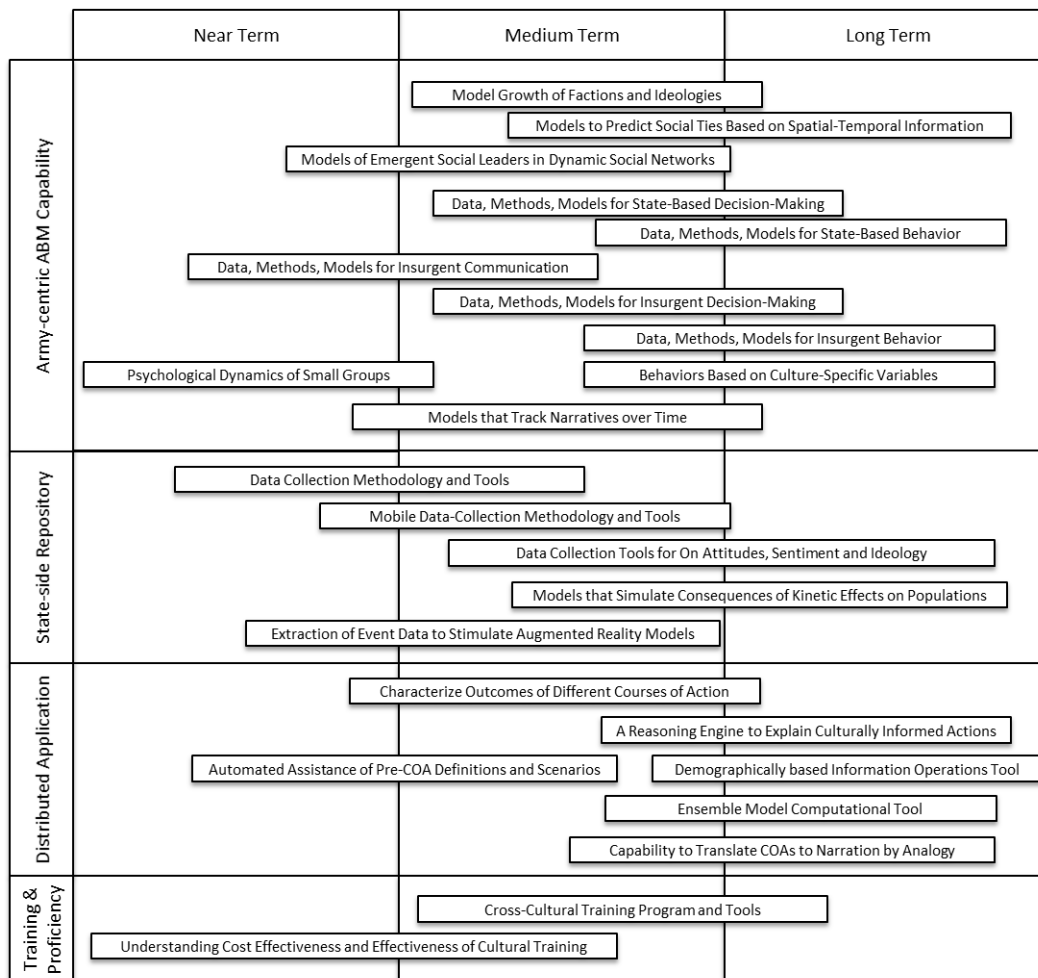 Near Term
Medium Term
Long Term
Army-centric ABM Capability
Model Growth of Factions and Ideologies
Models to Predict Social Ties Based on Spatial-Temporal Information
Models of Emergent Social Leaders in Dynamic Social Networks
Data, Methods, Models for State-Based Decision-Making
Data, Methods, Models for State-Based Behavior
Data, Methods, Models for Insurgent Communication
Data, Methods, Models for Insurgent Decision-Making
Data, Methods, Models for Insurgent Behavior
Psychological Dynamics of Small Groups
Behaviors Based on Culture-Specific Variables
Models that Track Narratives over Time
State-side Repository
Data Collection Methodology and Tools
Mobile Data-Collection Methodology and Tools
Data Collection Tools for On Attitudes, Sentiment and Ideology
Models that Simulate Consequences of Kinetic Effects on Populations
Extraction of Event Data to Stimulate Augmented Reality Models
Distributed Application
Characterize Outcomes of Different Courses of Action
A Reasoning Engine to Explain Culturally Informed Actions
Automated Assistance of Pre-COA Definitions and Scenarios
Demographically based Information Operations Tool
Ensemble Model Computational Tool
Capability to Translate COAs to Narration by Analogy
Training &
Proficiency
Cross-Cultural Training Program and Tools
Understanding Cost Effectiveness and Effectiveness of Cultural Training